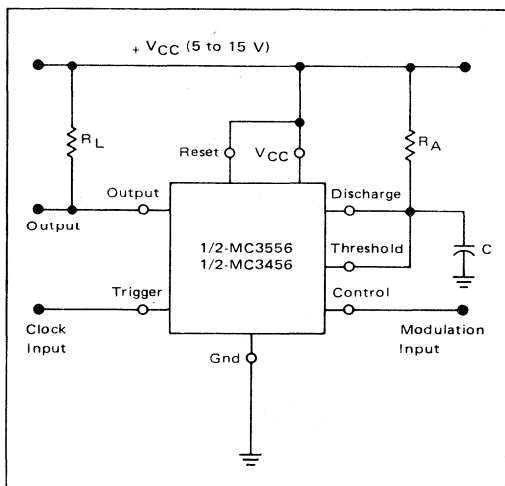 + VCC (5 to 15 V)
RL
RA
Reset
VCC
Output
Discharge
Output
1/2-MC3556
1/2-MC3456
Threshold
C
Trigger
Control
Clock
Input
Modulation
Input
Gnd